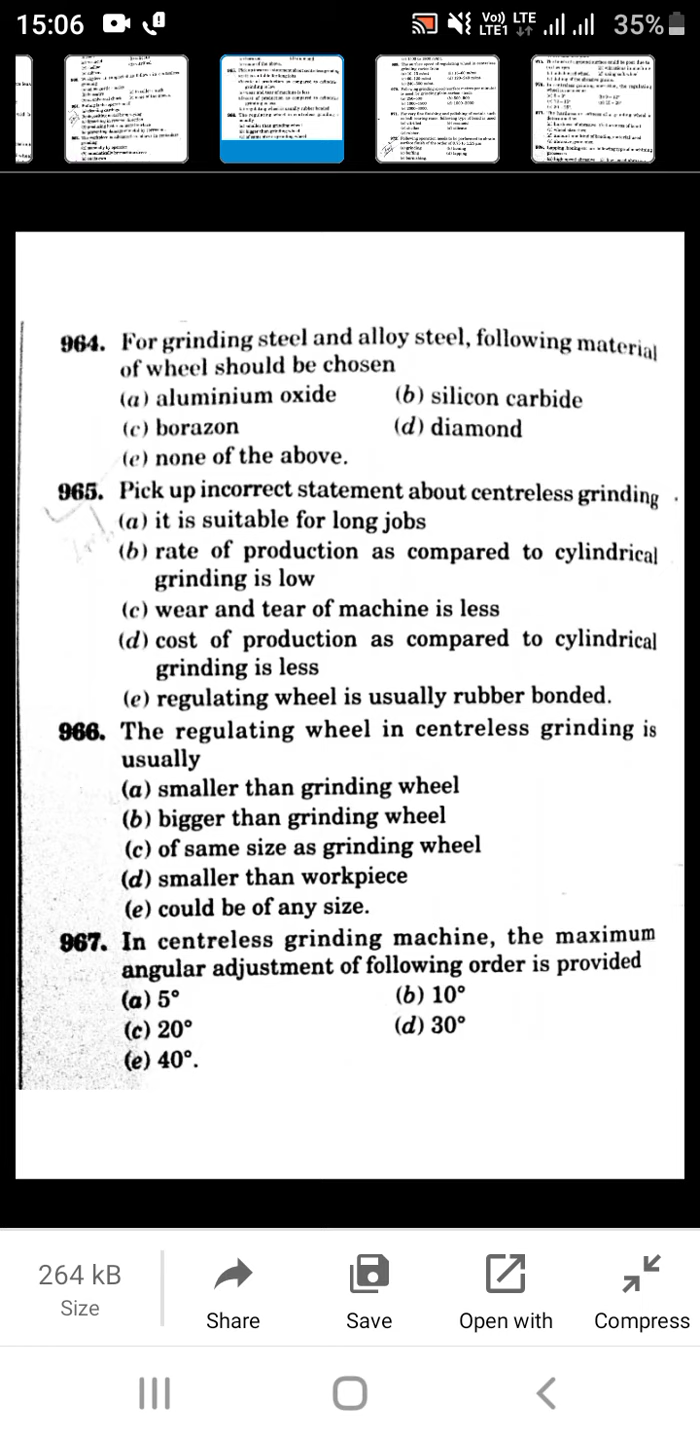 15:06
Vo)) LTE
LTE1
35%
964. For grinding steel and alloy steel, following material
of wheel should be chosen
(a) aluminium oxide (b) silicon carbide
(c) borazon (d) diamond
(e) none of the above.
965. Pick up incorrect statement about centreless grinding
(a) it is suitable for long jobs
(b) rate of production as compared to cylindrical
grinding is low
(c) wear and tear of machine is less
(d) cost of production as compared to cylindrical
grinding is less
(e) regulating wheel is usually rubber bonded.
966. The regulating wheel in centreless grinding is
usually
(a) smaller than grinding wheel
(b) bigger than grinding wheel
(c) of same size as grinding wheel
(d) smaller than workpiece
(e) could be of any size.
967. In centreless grinding machine, the maximum
angular adjustment of following order is provided
(a) 5° (b) 10°
(c) 20° (d) 30°
(e) 40°.
264 kB
Size
Share
Save
Open with
Compress